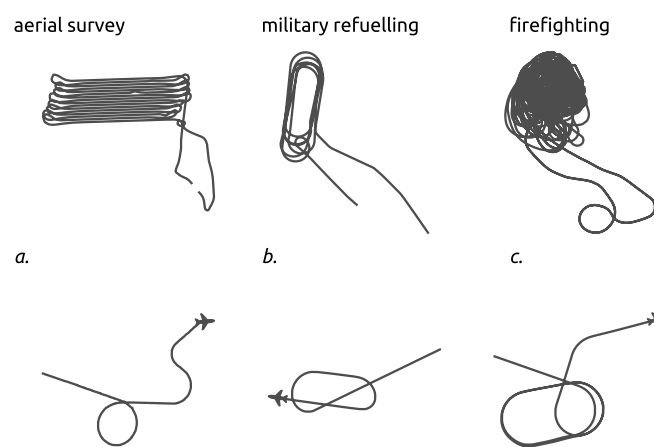 aerial survey
military refuelling
firefighting
a.
b.
c.